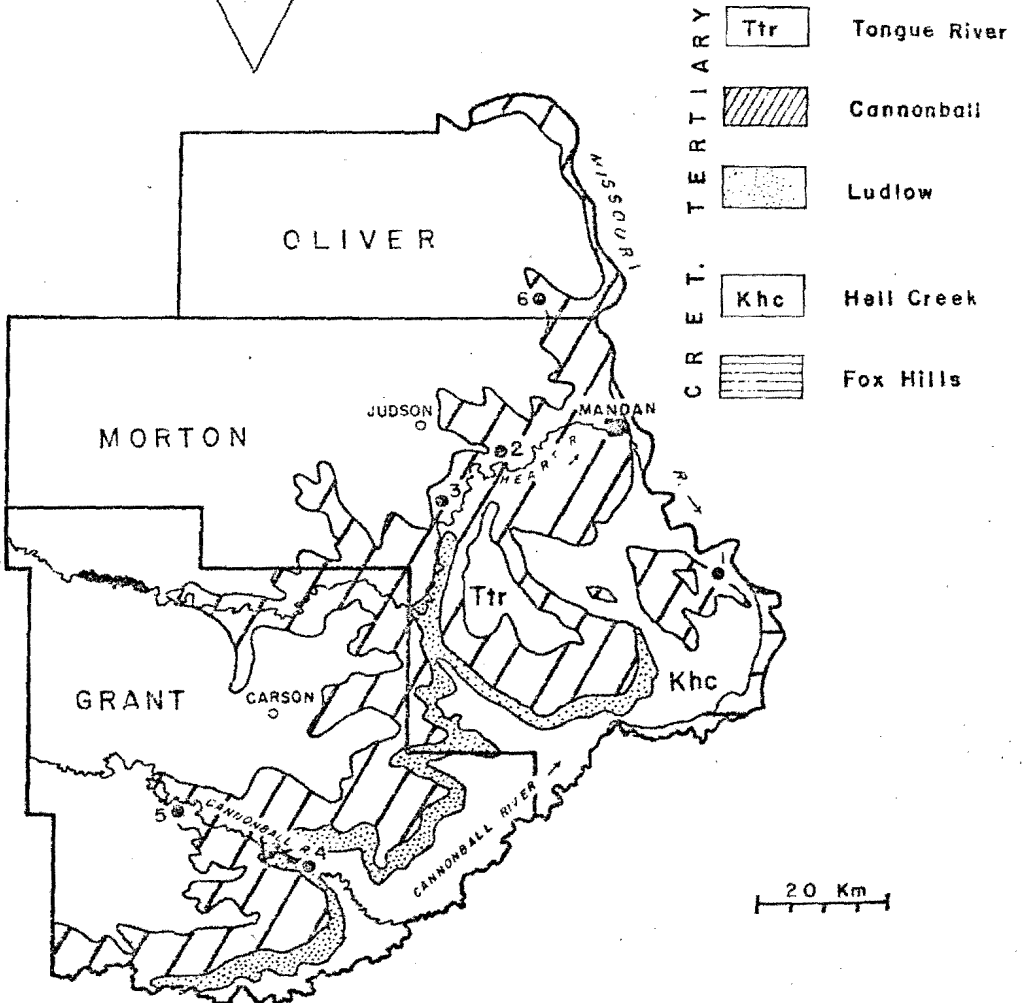 TERTIARY
CRET.
Ttr Tongue River
Cannonball
Ludlow
Khc Hell Creek
Fox Hills
OLIVER
MISSOURI
6
MORTON
JUDSON
MANDAN
2
HEART R
3
R.
1
Ttr
Khc
GRANT
CARSON
5
CANNONBALL R.
4
CANNONBALL RIVER
20 Km